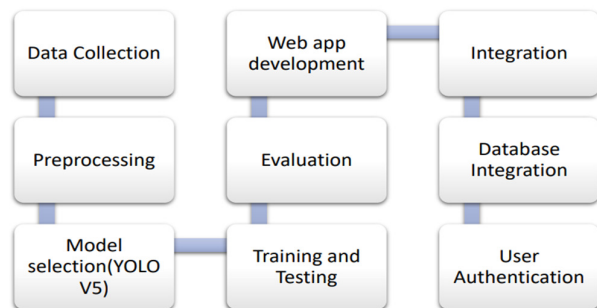 Data Collection
Preprocessing
Model
selection(YOLO
V5)
Training and
Testing
Evaluation
Web app
development
Integration
Database
Integration
User
Authentication